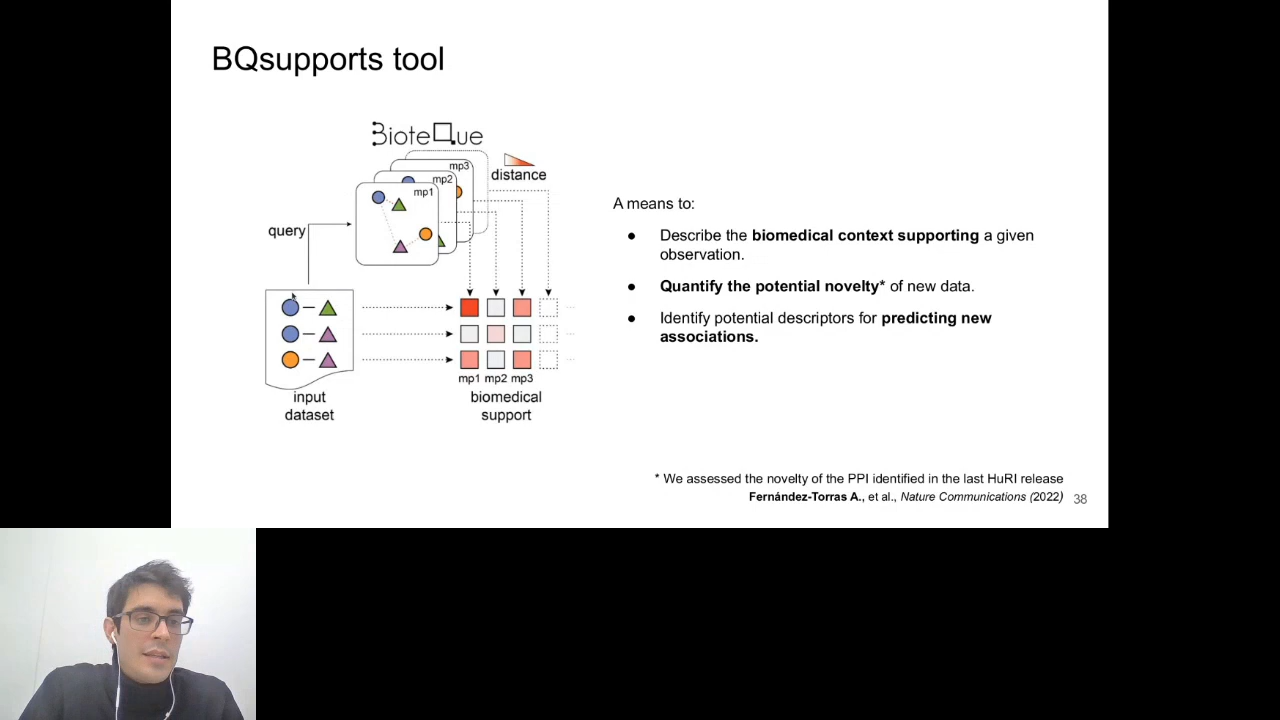 BQsupports tool
BioteQue
mp3
mp2
mp1
distance
query
A means to:
● Describe the biomedical context supporting a given
observation.
● Quantify the potential novelty* of new data.
● Identify potential descriptors for predicting new
associations.
mp1 mp2 mp3
input
dataset
biomedical
support
* We assessed the novelty of the PPI identified in the last HuRI release
Fernández-Torras A., et al., Nature Communications (2022)
38